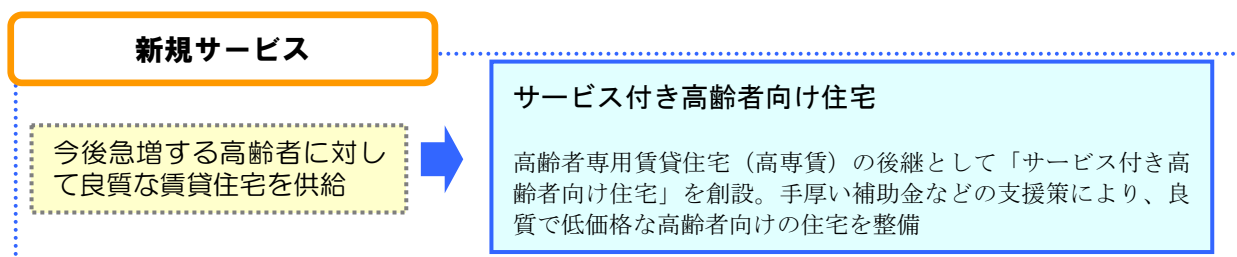 新規サービス
今後急増する高齢者に対し
て良質な賃貸住宅を供給
サービス付き高齢者向け住宅
高齢者専用賃貸住宅（高専賃）の後継として「サービス付き高
齢者向け住宅」を創設。手厚い補助金などの支援策により、良
質で低価格な高齢者向けの住宅を整備